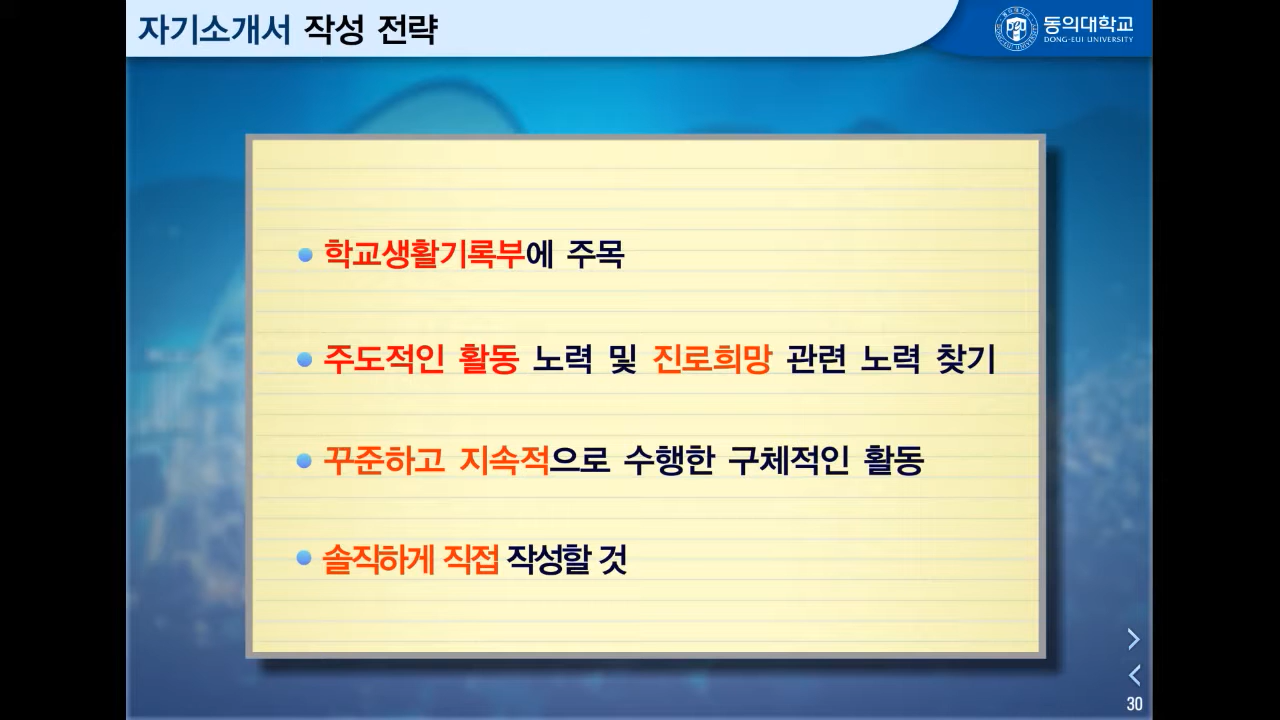 자기소개서 작성 전략
동의대학교
DONG-EUI UNIVERSITY
학교생활기록부에 주목
주도적인 활동 노력 및 진로희망 관련 노력 찾기
꾸준하고 지속적으로 수행한 구체적인 활동
솔직하게 직접 작성할 것
30